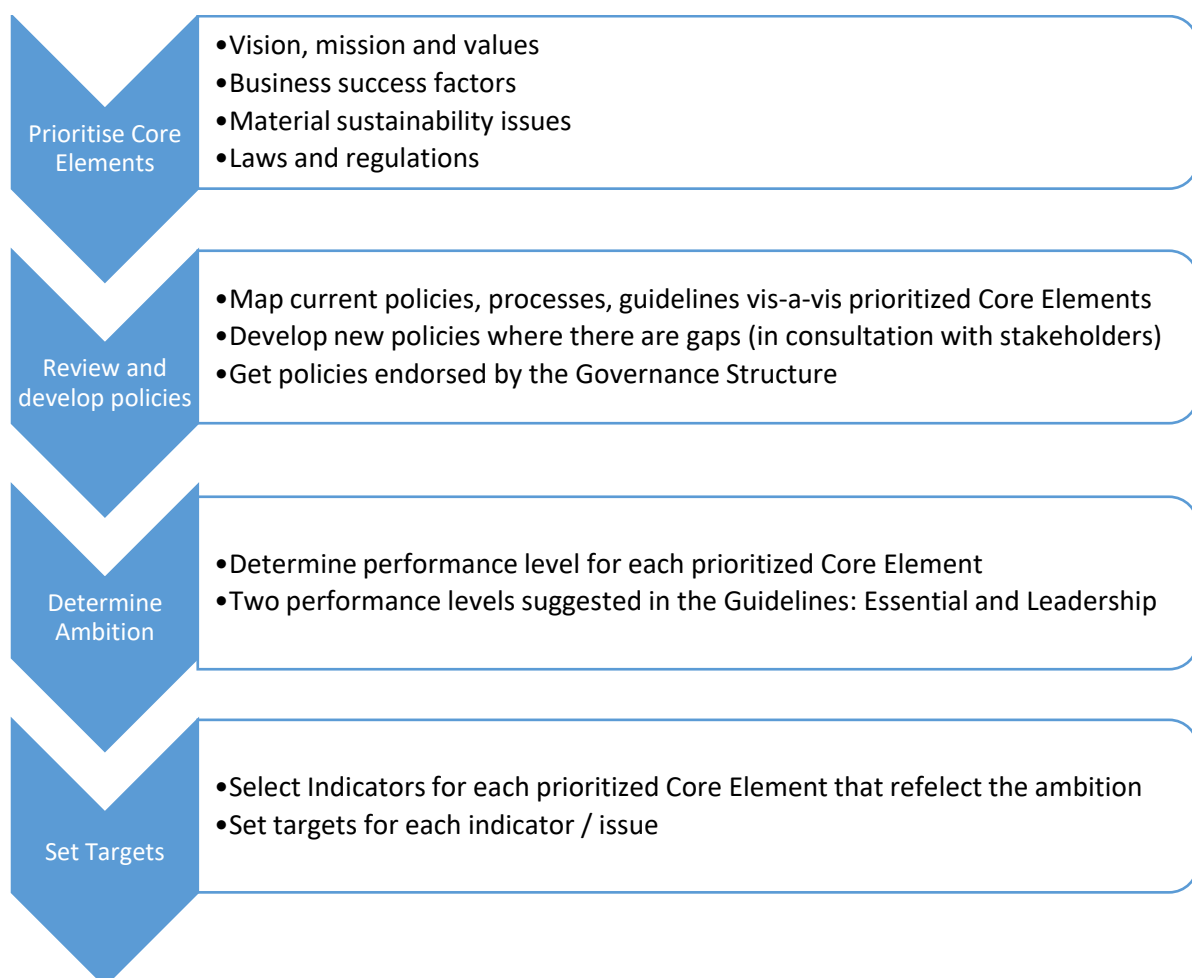 Prioritise Core
Elements
•Vision, mission and values
•Business success factors
•Material sustainability issues
•Laws and regulations
Review and
develop policies
•Map current policies, processes, guidelines vis-a-vis prioritized Core Elements
•Develop new policies where there are gaps (in consultation with stakeholders)
•Get policies endorsed by the Governance Structure
Determine
Ambition
•Determine performance level for each prioritized Core Element
•Two performance levels suggested in the Guidelines: Essential and Leadership
Set Targets
•Select Indicators for each prioritized Core Element that refelect the ambition
•Set targets for each indicator / issue